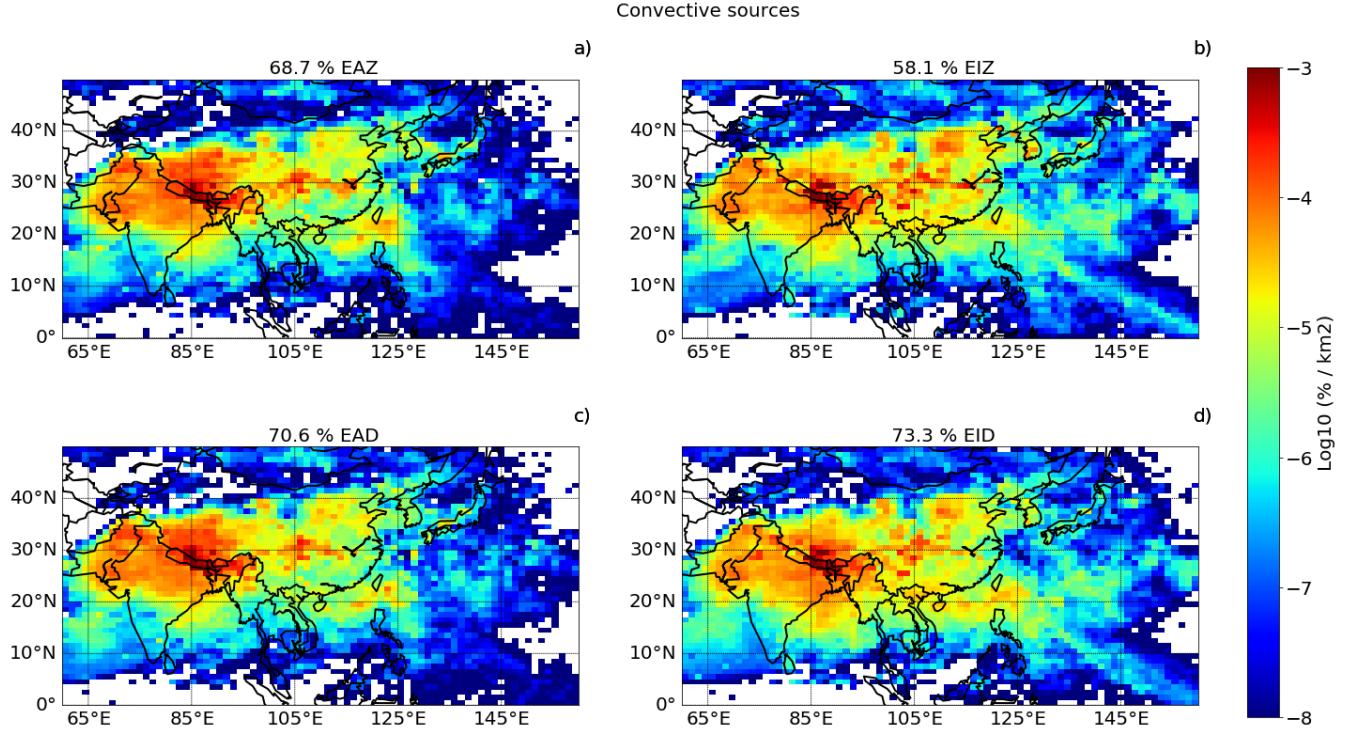 Convective sources
a)
68.7 % EAZ
40°N
30°N
20°N
10°N
0°
65°E 85°E 105°E 125°E 145°E
b)
58.1 % EIZ
40°N
30°N
20°N
10°N
0°
65°E 85°E 105°E 125°E 145°E
c)
70.6 % EAD
40°N
30°N
20°N
10°N
0°
65°E 85°E 105°E 125°E 145°E
d)
73.3 % EID
40°N
30°N
20°N
10°N
0°
65°E 85°E 105°E 125°E 145°E
−3
−4
−5
−6
−7
−8
Log10 (% / km2)